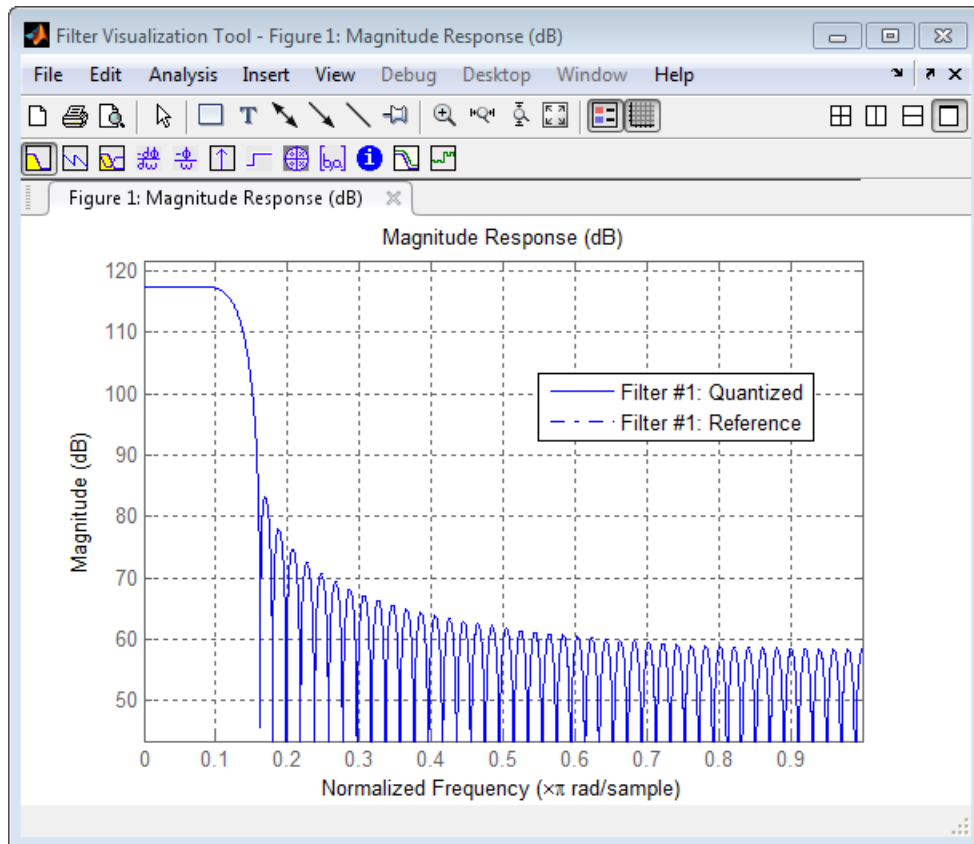 Filter Visualization Tool - Figure 1: Magnitude Response (dB)
File Edit Analysis Insert View Debug Desktop Window Help
Figure 1: Magnitude Response (dB)
Magnitude Response (dB)
Magnitude (dB)
120
110
100
90
80
70
60
50
Filter #1: Quantized
Filter #1: Reference
0 0.1 0.2 0.3 0.4 0.5 0.6 0.7 0.8 0.9
Normalized Frequency (×π rad/sample)